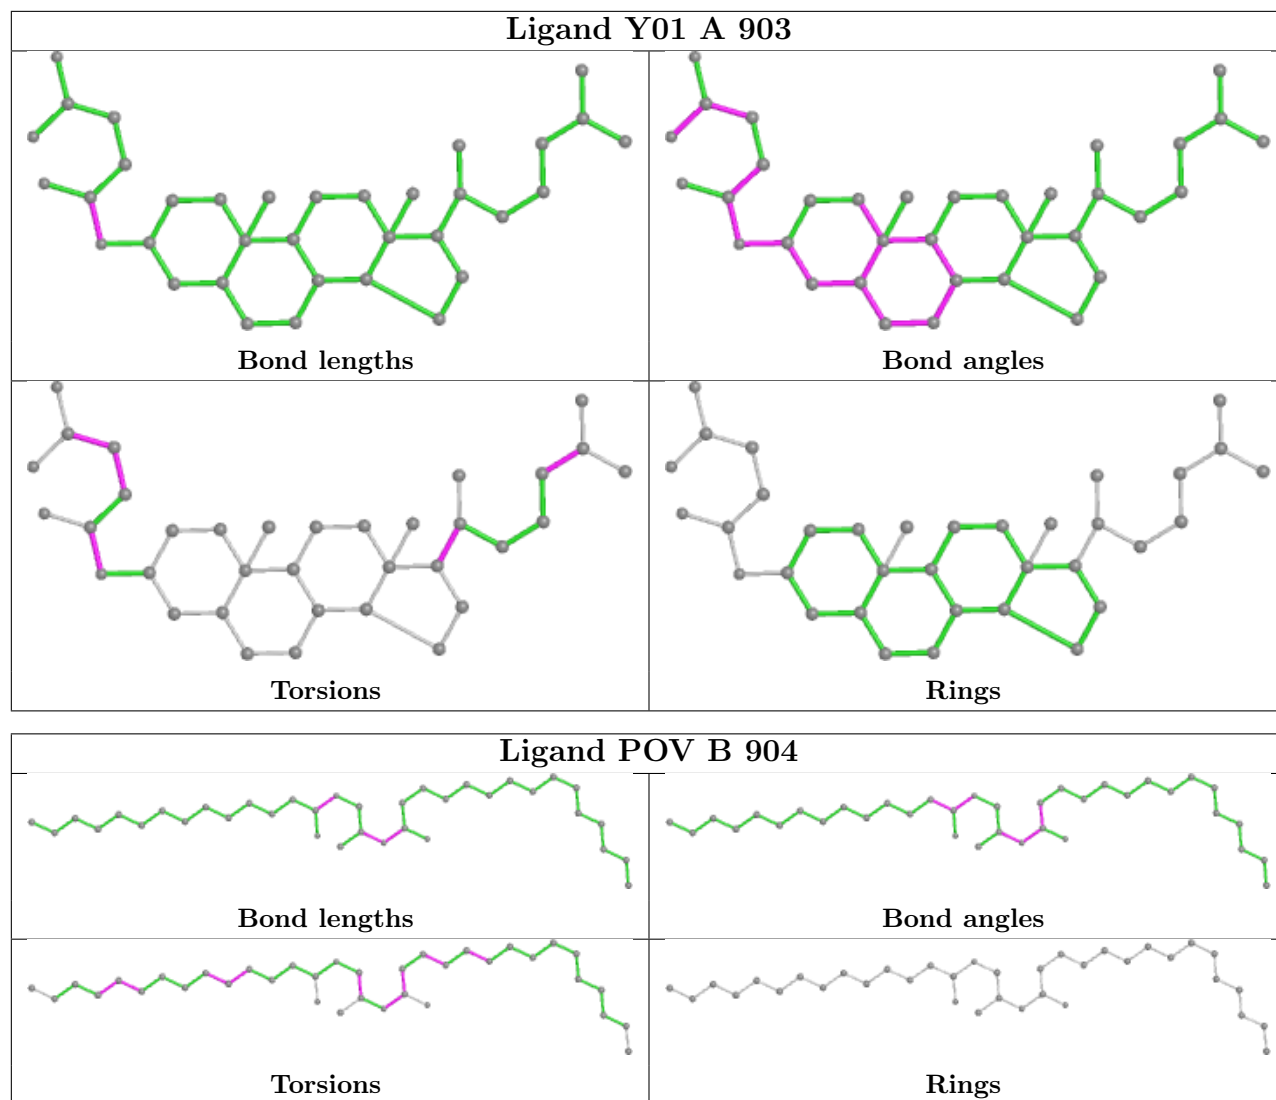 Ligand Y01 A 903
Bond lengths
Bond angles
Torsions
Rings
Ligand POV B 904
Bond lengths
Bond angles
Torsions
Rings